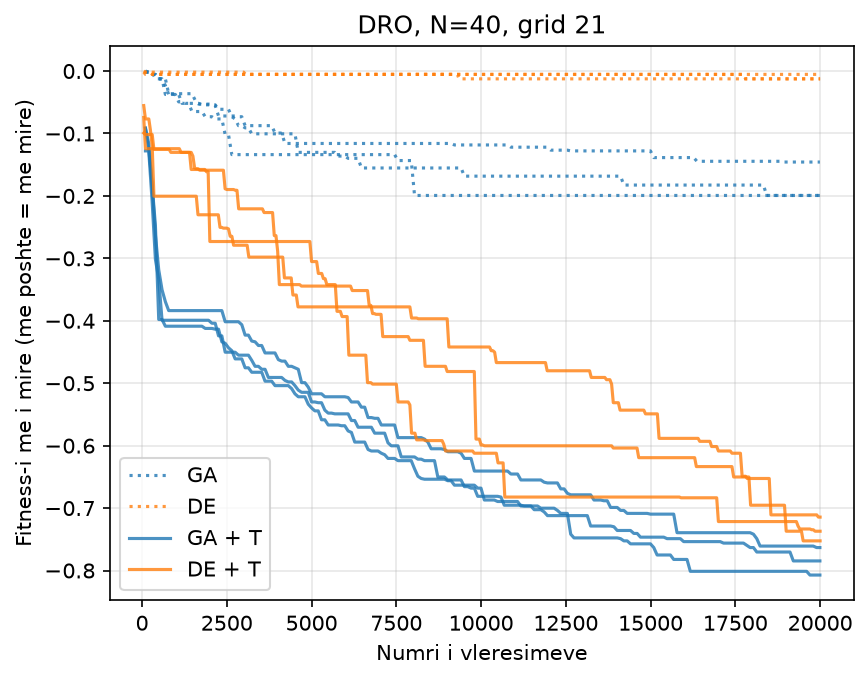 DRO, N=40, grid 21
Fitness-i me i mire (me poshte = me mire)
0.0
−0.1
−0.2
−0.3
−0.4
−0.5
−0.6
−0.7
−0.8
GA
DE
GA + T
DE + T
0 2500 5000 7500 10000 12500 15000 17500 20000
Numri i vleresimeve